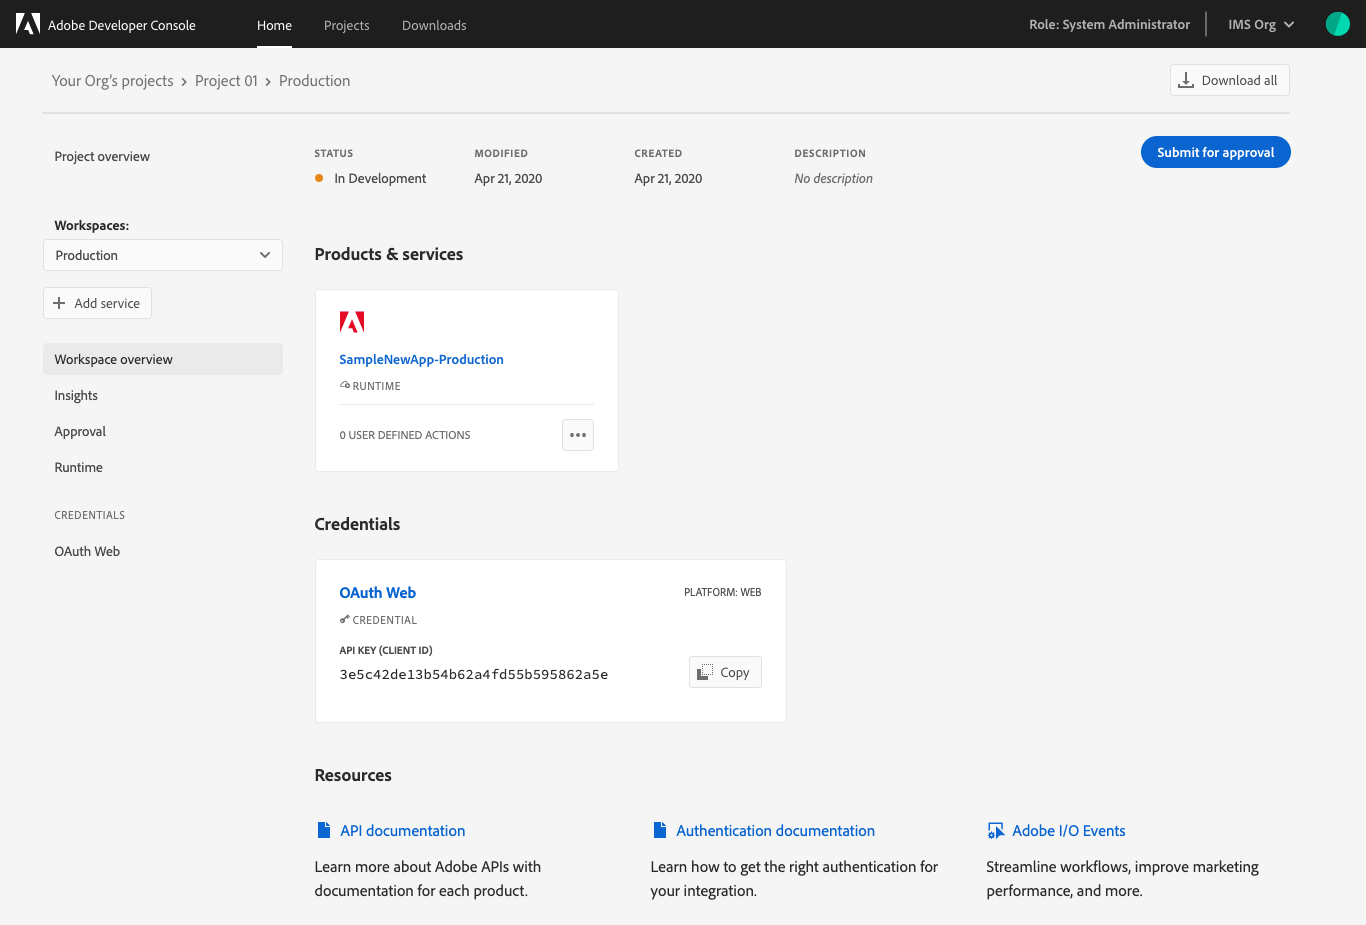 Adobe Developer Console
Home
Projects
Downloads
Role: System Administrator
IMS Org
Your Org's projects > Project 01 > Production
Download all
Project overview
STATUS
In Development
MODIFIED
Apr 21, 2020
CREATED
Apr 21, 2020
DESCRIPTION
No description
Submit for approval
Workspaces:
Production
Add service
Workspace overview
Insights
Approval
Runtime
CREDENTIALS
OAuth Web
Products & services
SampleNewApp-Production
RUNTIME
0 USER DEFINED ACTIONS
Credentials
OAuth Web
PLATFORM: WEB
CREDENTIAL
API KEY (CLIENT ID)
3e5c42de13b54b62a4fd55b595862a5e
Copy
Resources
API documentation
Learn more about Adobe APIs with
documentation for each product.
Authentication documentation
Learn how to get the right authentication for
your integration.
Adobe I/O Events
Streamline workflows, improve marketing
performance, and more.